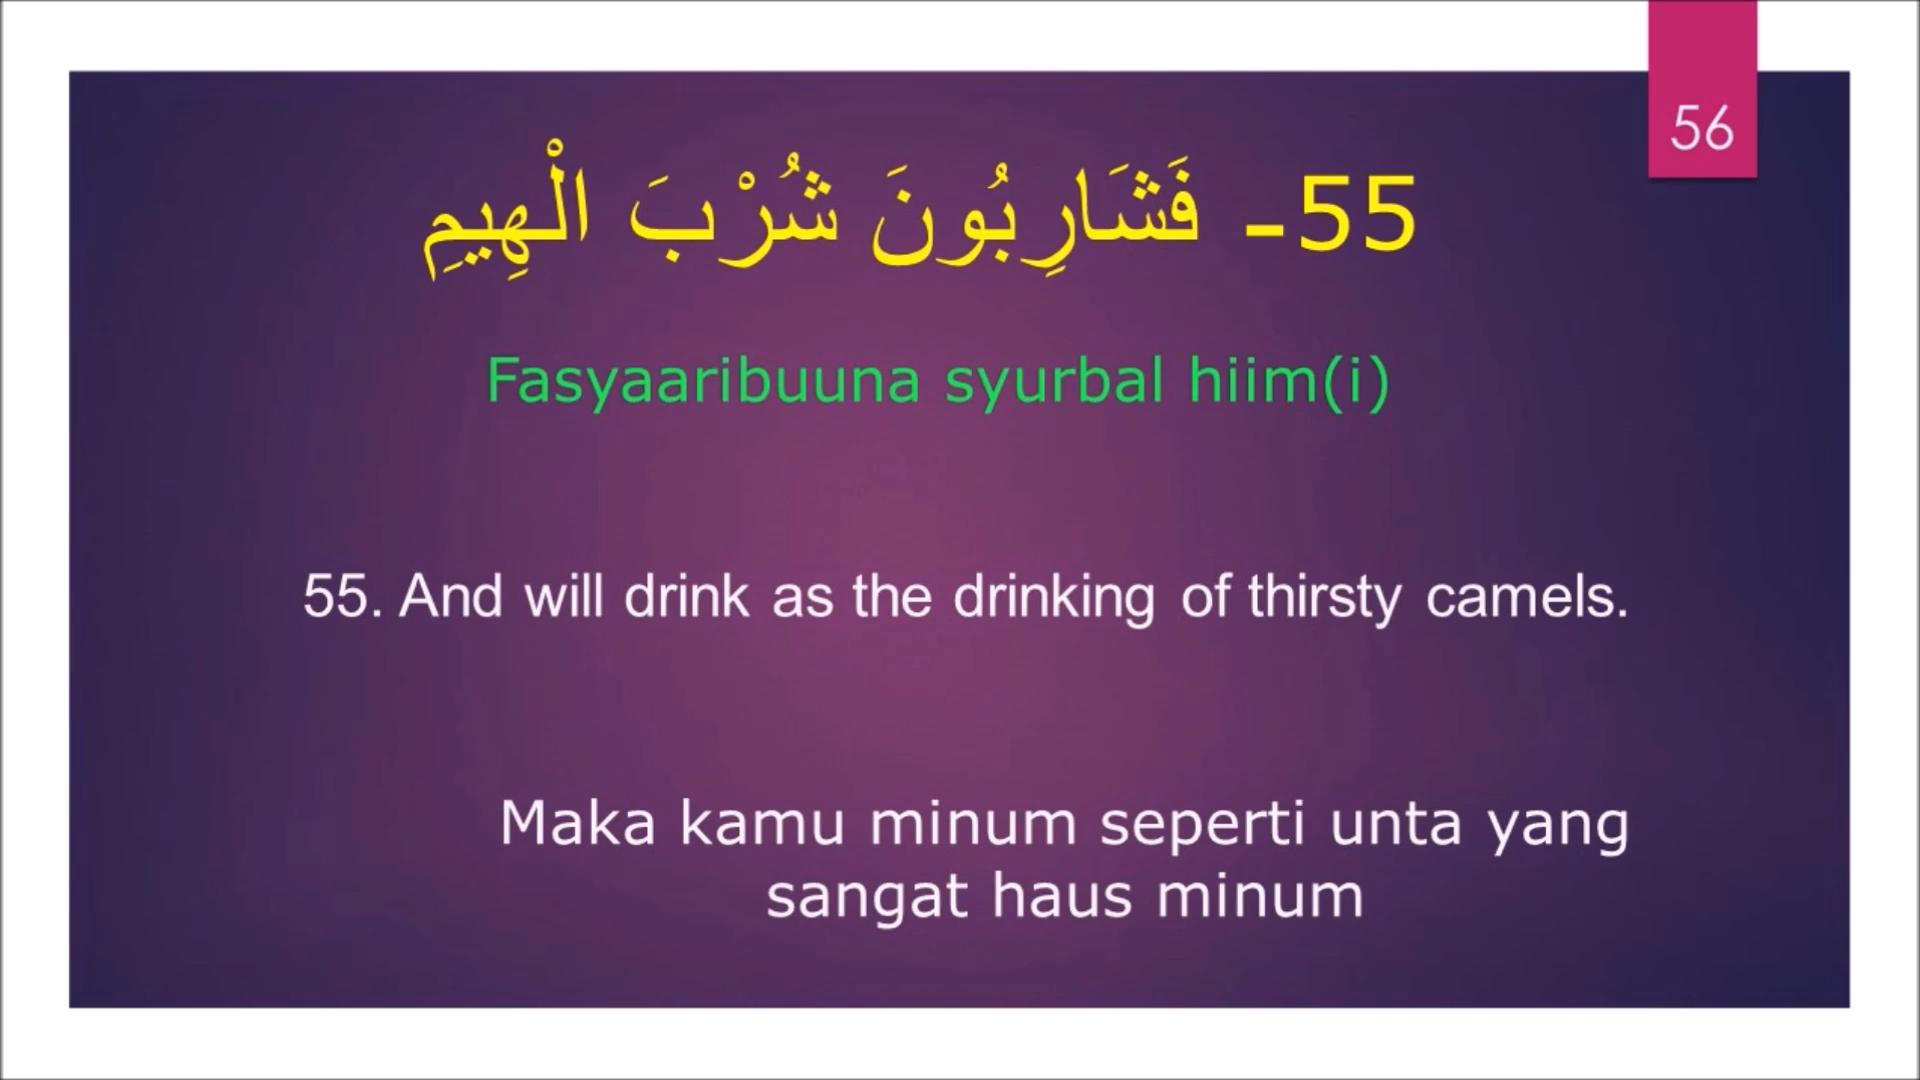 56
55- فَشَارِبُونَ شُرْبَ الْهِيمِ
Fasyaaribuuna syurbal hiim(i)
55. And will drink as the drinking of thirsty camels.
Maka kamu minum seperti unta yang
sangat haus minum